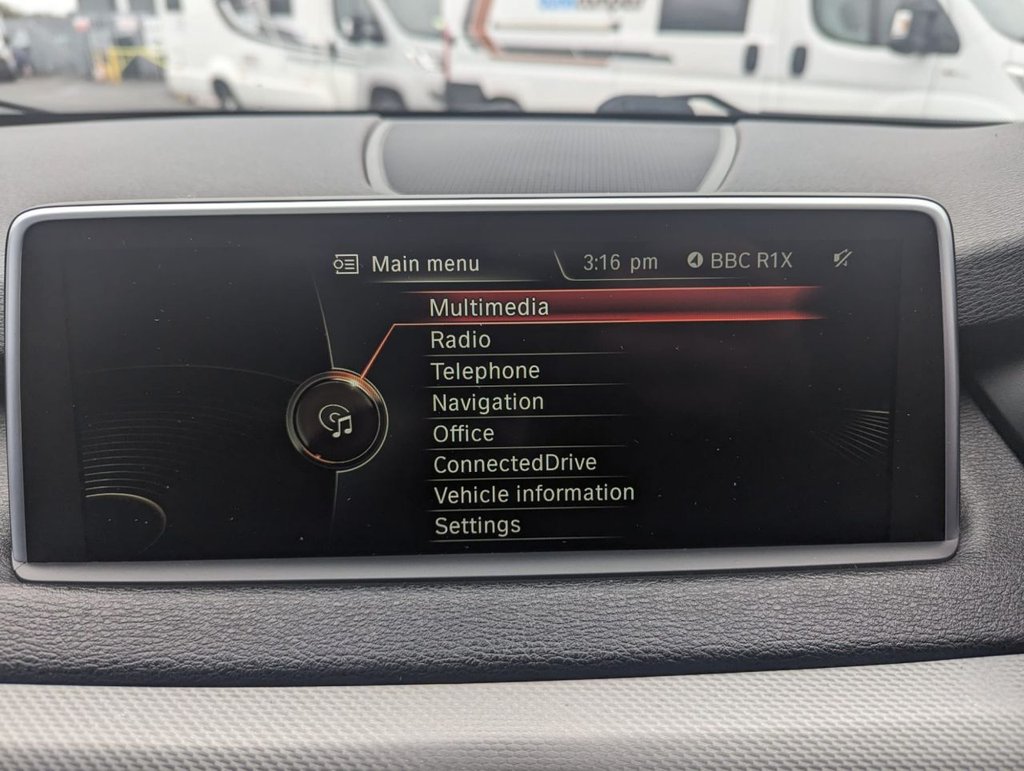 Main menu
3:16 pm
BBC R1X
Multimedia
Radio
Telephone
Navigation
Office
ConnectedDrive
Vehicle information
Settings